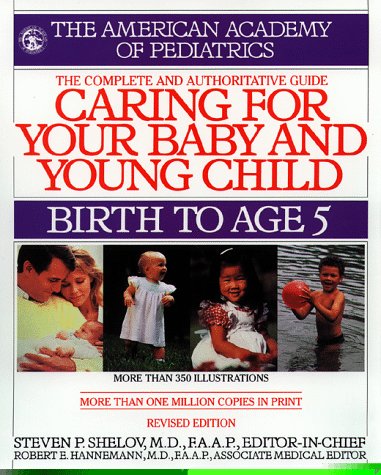 THE AMERICAN ACADEMY
OF PEDIATRICS
THE COMPLETE AND AUTHORITATIVE GUIDE
CARING FOR
YOUR BABY AND
YOUNG CHILD
BIRTH TO AGE 5
MORE THAN 350 ILLUSTRATIONS
MORE THAN ONE MILLION COPIES IN PRINT
REVISED EDITION
STEVEN P. SHELOV, M.D., F.A.A.P., EDITOR-IN-CHIEF
ROBERT E. HANNEMANN, M.D., F.A.A.P., ASSOCIATE MEDICAL EDITOR